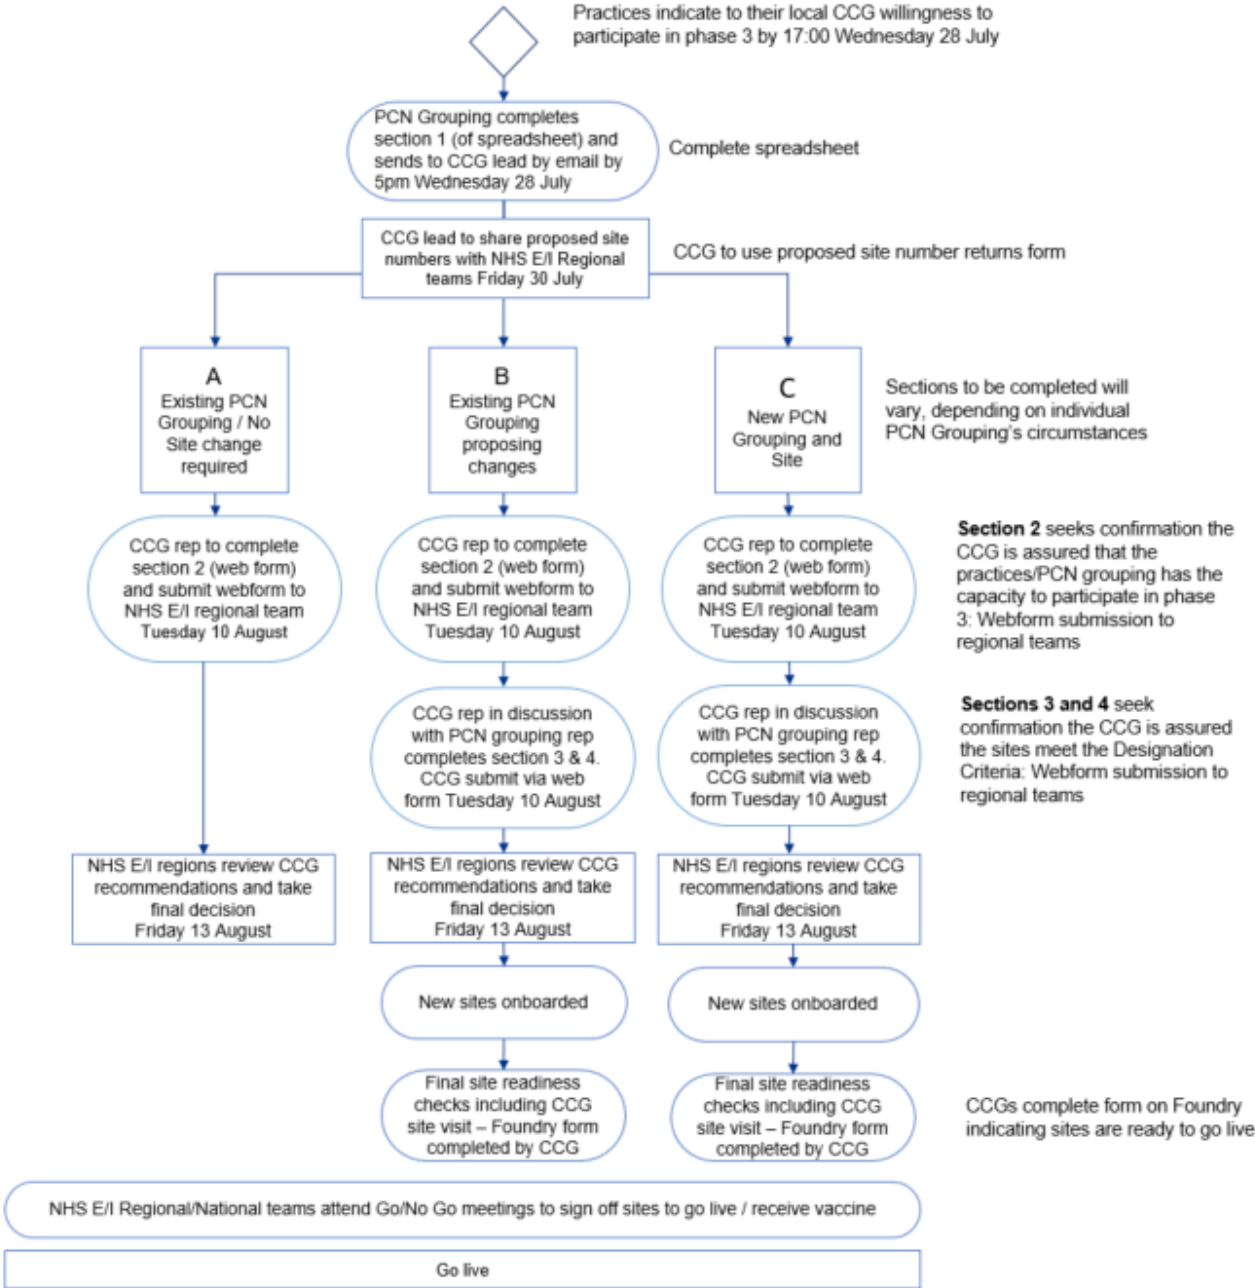 Practices indicate to their local CCG willingness to
participate in phase 3 by 17:00 Wednesday 28 July
PCN Grouping completes
section 1 (of spreadsheet) and
sends to CCG lead by email by
5pm Wednesday 28 July
Complete spreadsheet
CCG lead to share proposed site
numbers with NHS E/I Regional
teams Friday 30 July
CCG to use proposed site number returns form
A
Existing PCN
Grouping / No
Site change
required
B
Existing PCN
Grouping
proposing
changes
C
New PCN
Grouping and
Site
Sections to be completed will
vary, depending on individual
PCN Grouping's circumstances
CCG rep to complete
section 2 (web form)
and submit webform to
NHS E/I regional team
Tuesday 10 August
CCG rep to complete
section 2 (web form)
and submit webform to
NHS E/I regional team
Tuesday 10 August
CCG rep to complete
section 2 (web form)
and submit webform to
NHS E/I regional team
Tuesday 10 August
Section 2 seeks confirmation the
CCG is assured that the
practices/PCN grouping has the
capacity to participate in phase
3: Webform submission to
regional teams
CCG rep in discussion
with PCN grouping rep
completes section 3 & 4.
CCG submit via web
form Tuesday 10 August
CCG rep in discussion
with PCN grouping rep
completes section 3 & 4.
CCG submit via web
form Tuesday 10 August
Sections 3 and 4 seek
confirmation the CCG is assured
the sites meet the Designation
Criteria: Webform submission to
regional teams
NHS E/I regions review CCG
recommendations and take
final decision
Friday 13 August
NHS E/I regions review CCG
recommendations and take
final decision
Friday 13 August
NHS E/I regions review CCG
recommendations and take
final decision
Friday 13 August
New sites onboarded
New sites onboarded
Final site readiness
checks including CCG
site visit – Foundry form
completed by CCG
Final site readiness
checks including CCG
site visit – Foundry form
completed by CCG
CCGs complete form on Foundry
indicating sites are ready to go live
NHS E/I Regional/National teams attend Go/No Go meetings to sign off sites to go live / receive vaccine
Go live